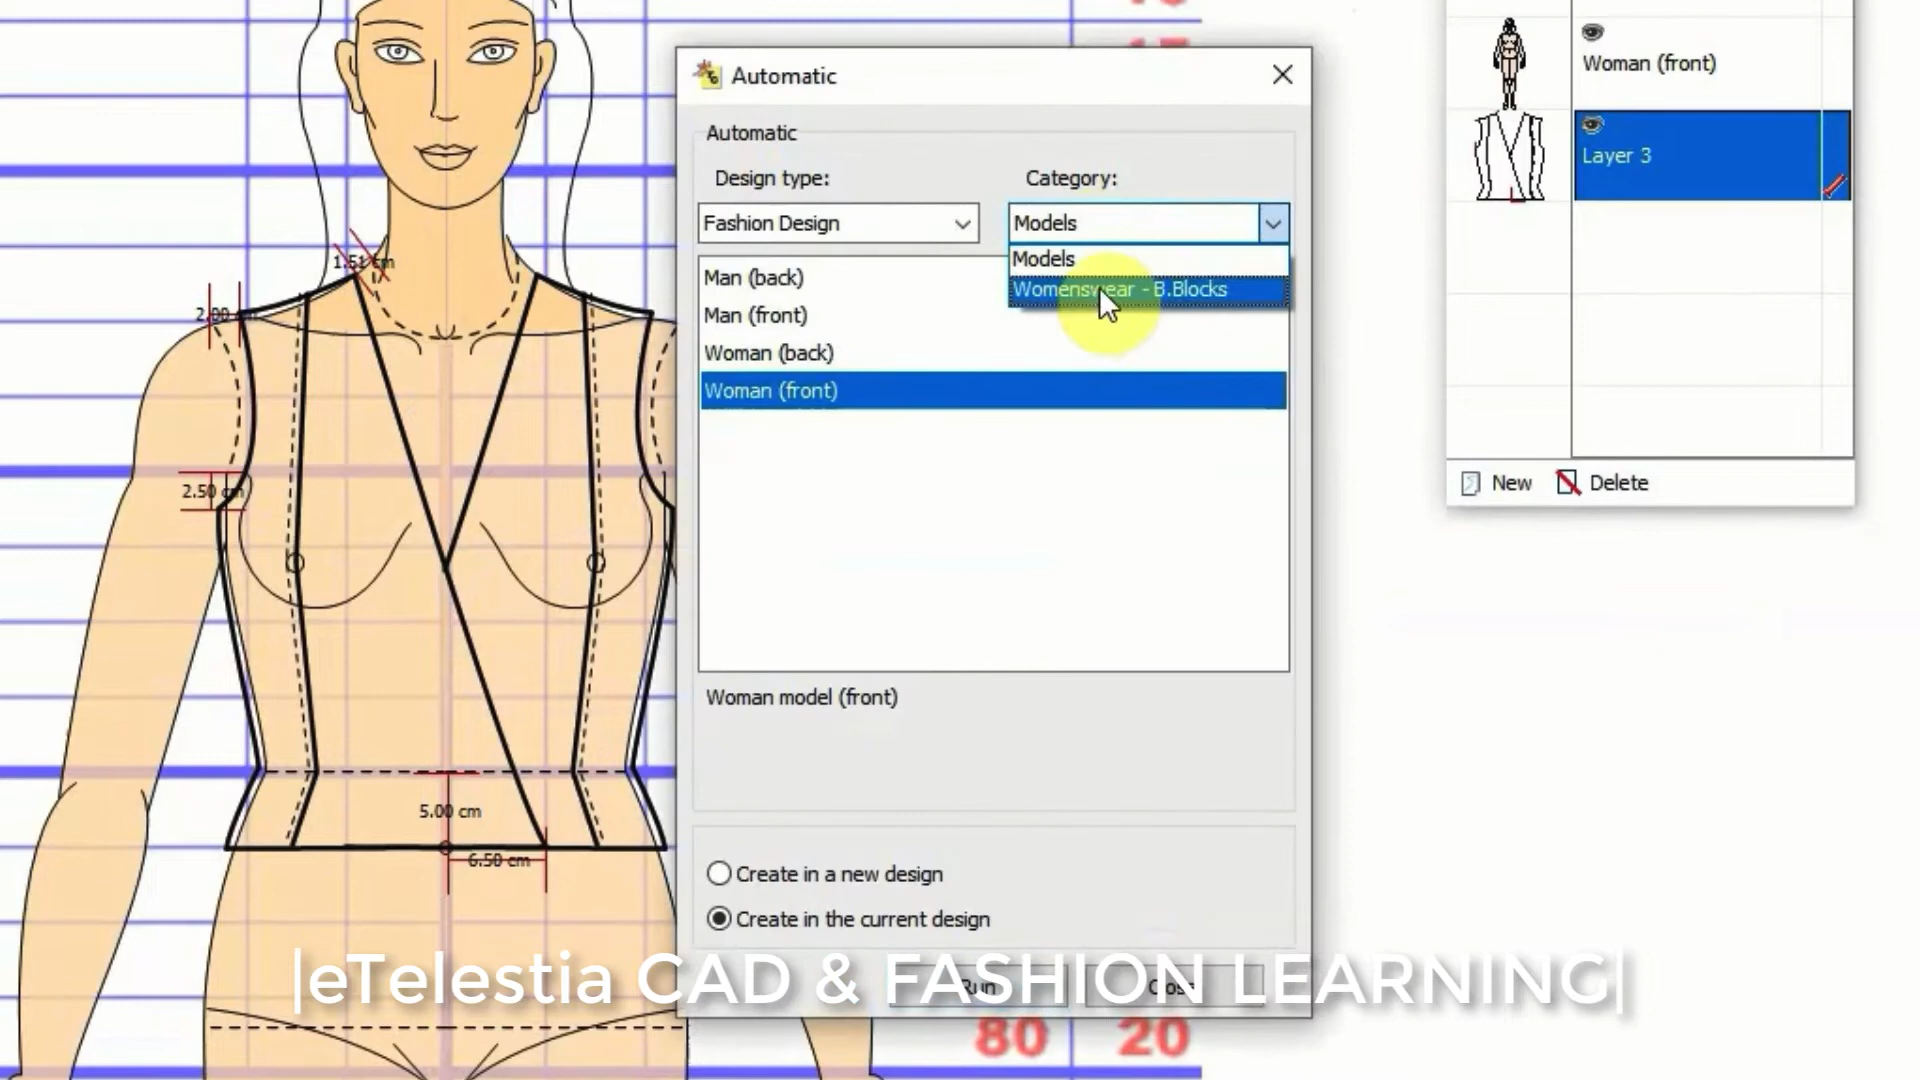 15
Woman (front)
Automatic
Automatic
Layer 3
Design type:
Category:
Fashion Design
Models
Models
Man (back)
Womenswear - B.Blocks
1.51 cm
Man (front)
2.00
Woman (back)
Woman (front)
New
Delete
2.50 cm
Woman model (front)
5.00 cm
6.50 cm
Create in a new design
Create in the current design
|eTelestia CAD & FASHION LEARNING|
Run
Close
80 20